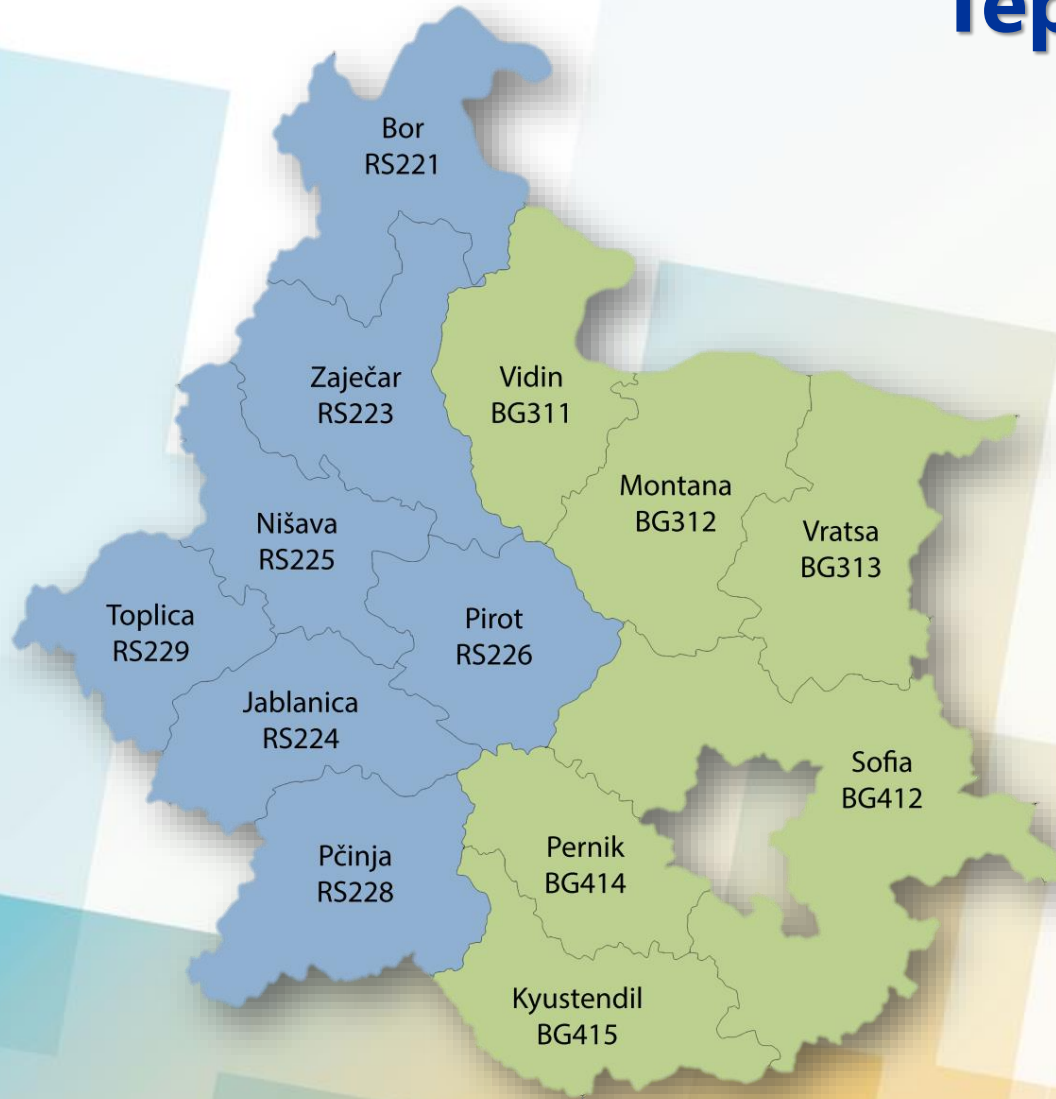 Bor
RS221
Zaječar
RS223
Vidin
BG311
Montana
BG312
Nišava
RS225
Vratsa
BG313
Toplica
RS229
Pirot
RS226
Jablanica
RS224
Sofia
BG412
Pčinja
RS228
Pernik
BG414
Kyustendil
BG415